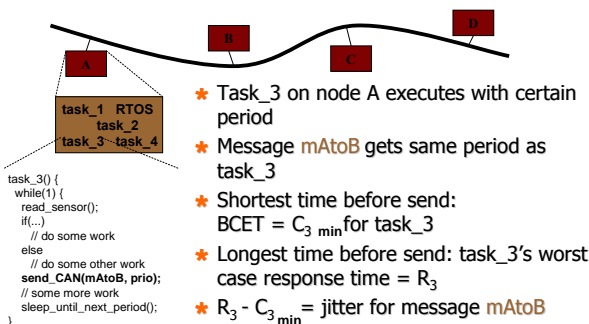 D
B
A
C
task_1 RTOS
task_2
task_3 task_4
task_3() {
while(1) {
read_sensor();
if(...)
// do some work
else
// do some other work
send_CAN(mAtoB, prio);
// some more work
sleep_until_next_period();
}
* Task_3 on node A executes with certain
period
* Message mAtoB gets same period as
task_3
* Shortest time before send:
BCET = C3 min for task_3
* Longest time before send: task_3's worst
case response time = R3
* R3 - C3 min = jitter for message mAtoB